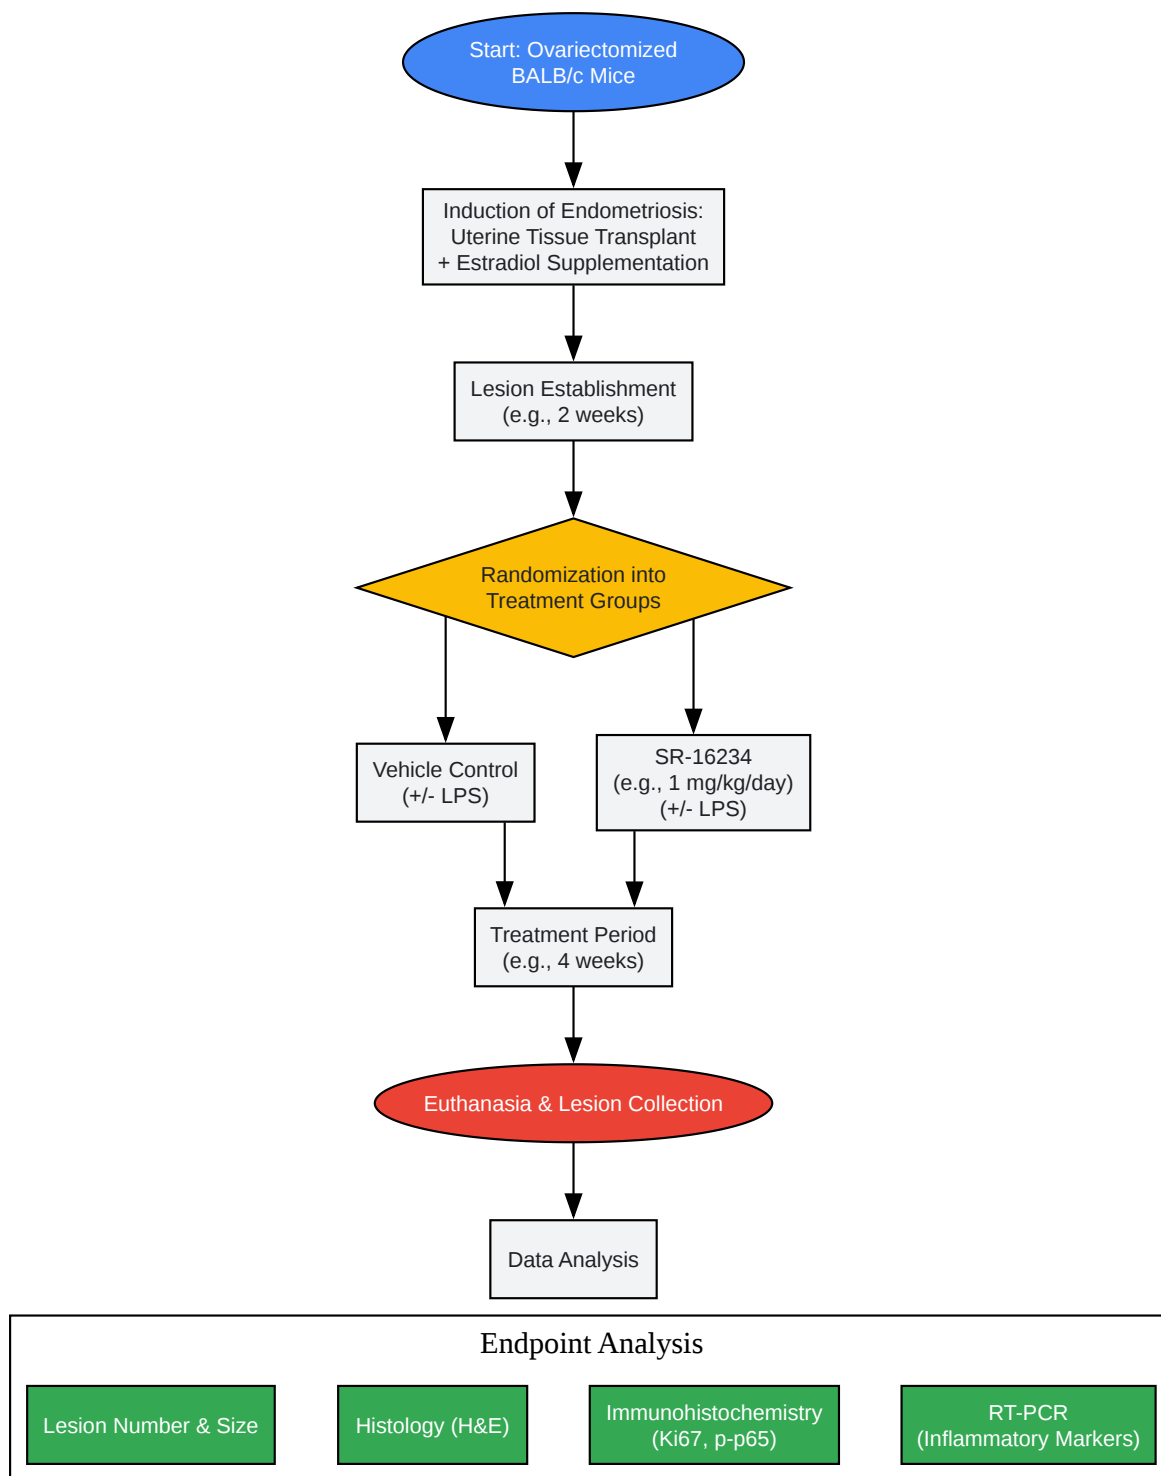 Start: Ovariectomized
BALB/c Mice
Induction of Endometriosis:
Uterine Tissue Transplant
+ Estradiol Supplementation
Lesion Establishment
(e.g., 2 weeks)
Randomization into
Treatment Groups
Vehicle Control
(+/- LPS)
SR-16234
(e.g., 1 mg/kg/day)
(+/- LPS)
Treatment Period
(e.g., 4 weeks)
Euthanasia & Lesion Collection
Data Analysis
Endpoint Analysis
Lesion Number & Size
Histology (H&E)
Immunohistochemistry
(Ki67, p-p65)
RT-PCR
(Inflammatory Markers)